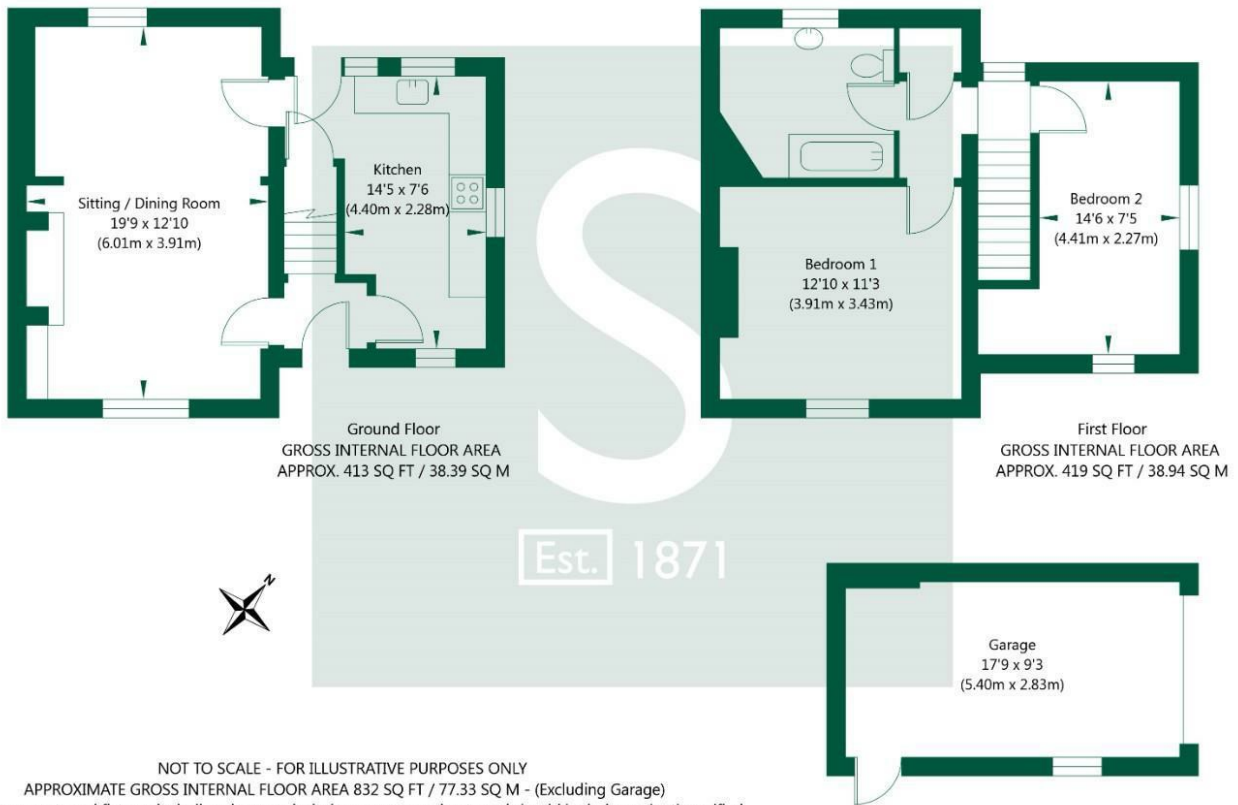 Sitting / Dining Room
19'9 x 12'10
(6.01m x 3.91m)
Kitchen
14'5 x 7'6
(4.40m x 2.28m)
Ground Floor
GROSS INTERNAL FLOOR AREA
APPROX. 413 SQ FT / 38.39 SQ M
Bedroom 1
12'10 x 11'3
(3.91m x 3.43m)
Bedroom 2
14'6 x 7'5
(4.41m x 2.27m)
First Floor
GROSS INTERNAL FLOOR AREA
APPROX. 419 SQ FT / 38.94 SQ M
S
Est. 1871
N
Garage
17'9 x 9'3
(5.40m x 2.83m)
NOT TO SCALE - FOR ILLUSTRATIVE PURPOSES ONLY
APPROXIMATE GROSS INTERNAL FLOOR AREA 832 SQ FT / 77.33 SQ M - (Excluding Garage)